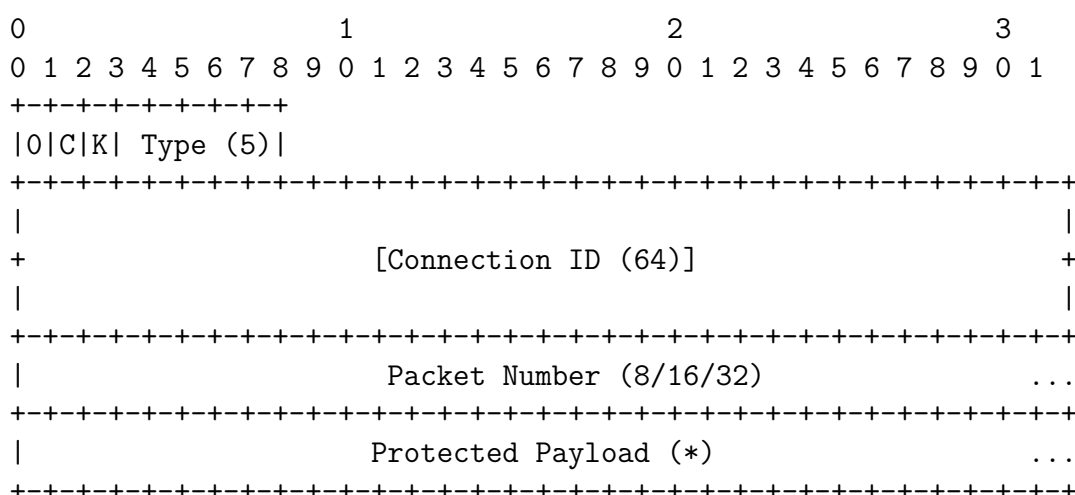 0                   1                   2                   3
0 1 2 3 4 5 6 7 8 9 0 1 2 3 4 5 6 7 8 9 0 1 2 3 4 5 6 7 8 9 0 1
+-+-+-+-+-+-+-+-+
|0|C|K| Type (5)|
+-+-+-+-+-+-+-+-+-+-+-+-+-+-+-+-+-+-+-+-+-+-+-+-+-+-+-+-+-+-+-+-+
|                                                               |
+                     [Connection ID (64)]                      +
|                                                               |
+-+-+-+-+-+-+-+-+-+-+-+-+-+-+-+-+-+-+-+-+-+-+-+-+-+-+-+-+-+-+-+-+
|                      Packet Number (8/16/32)                ...
+-+-+-+-+-+-+-+-+-+-+-+-+-+-+-+-+-+-+-+-+-+-+-+-+-+-+-+-+-+-+-+-+
|                     Protected Payload (*)                   ...
+-+-+-+-+-+-+-+-+-+-+-+-+-+-+-+-+-+-+-+-+-+-+-+-+-+-+-+-+-+-+-+-+